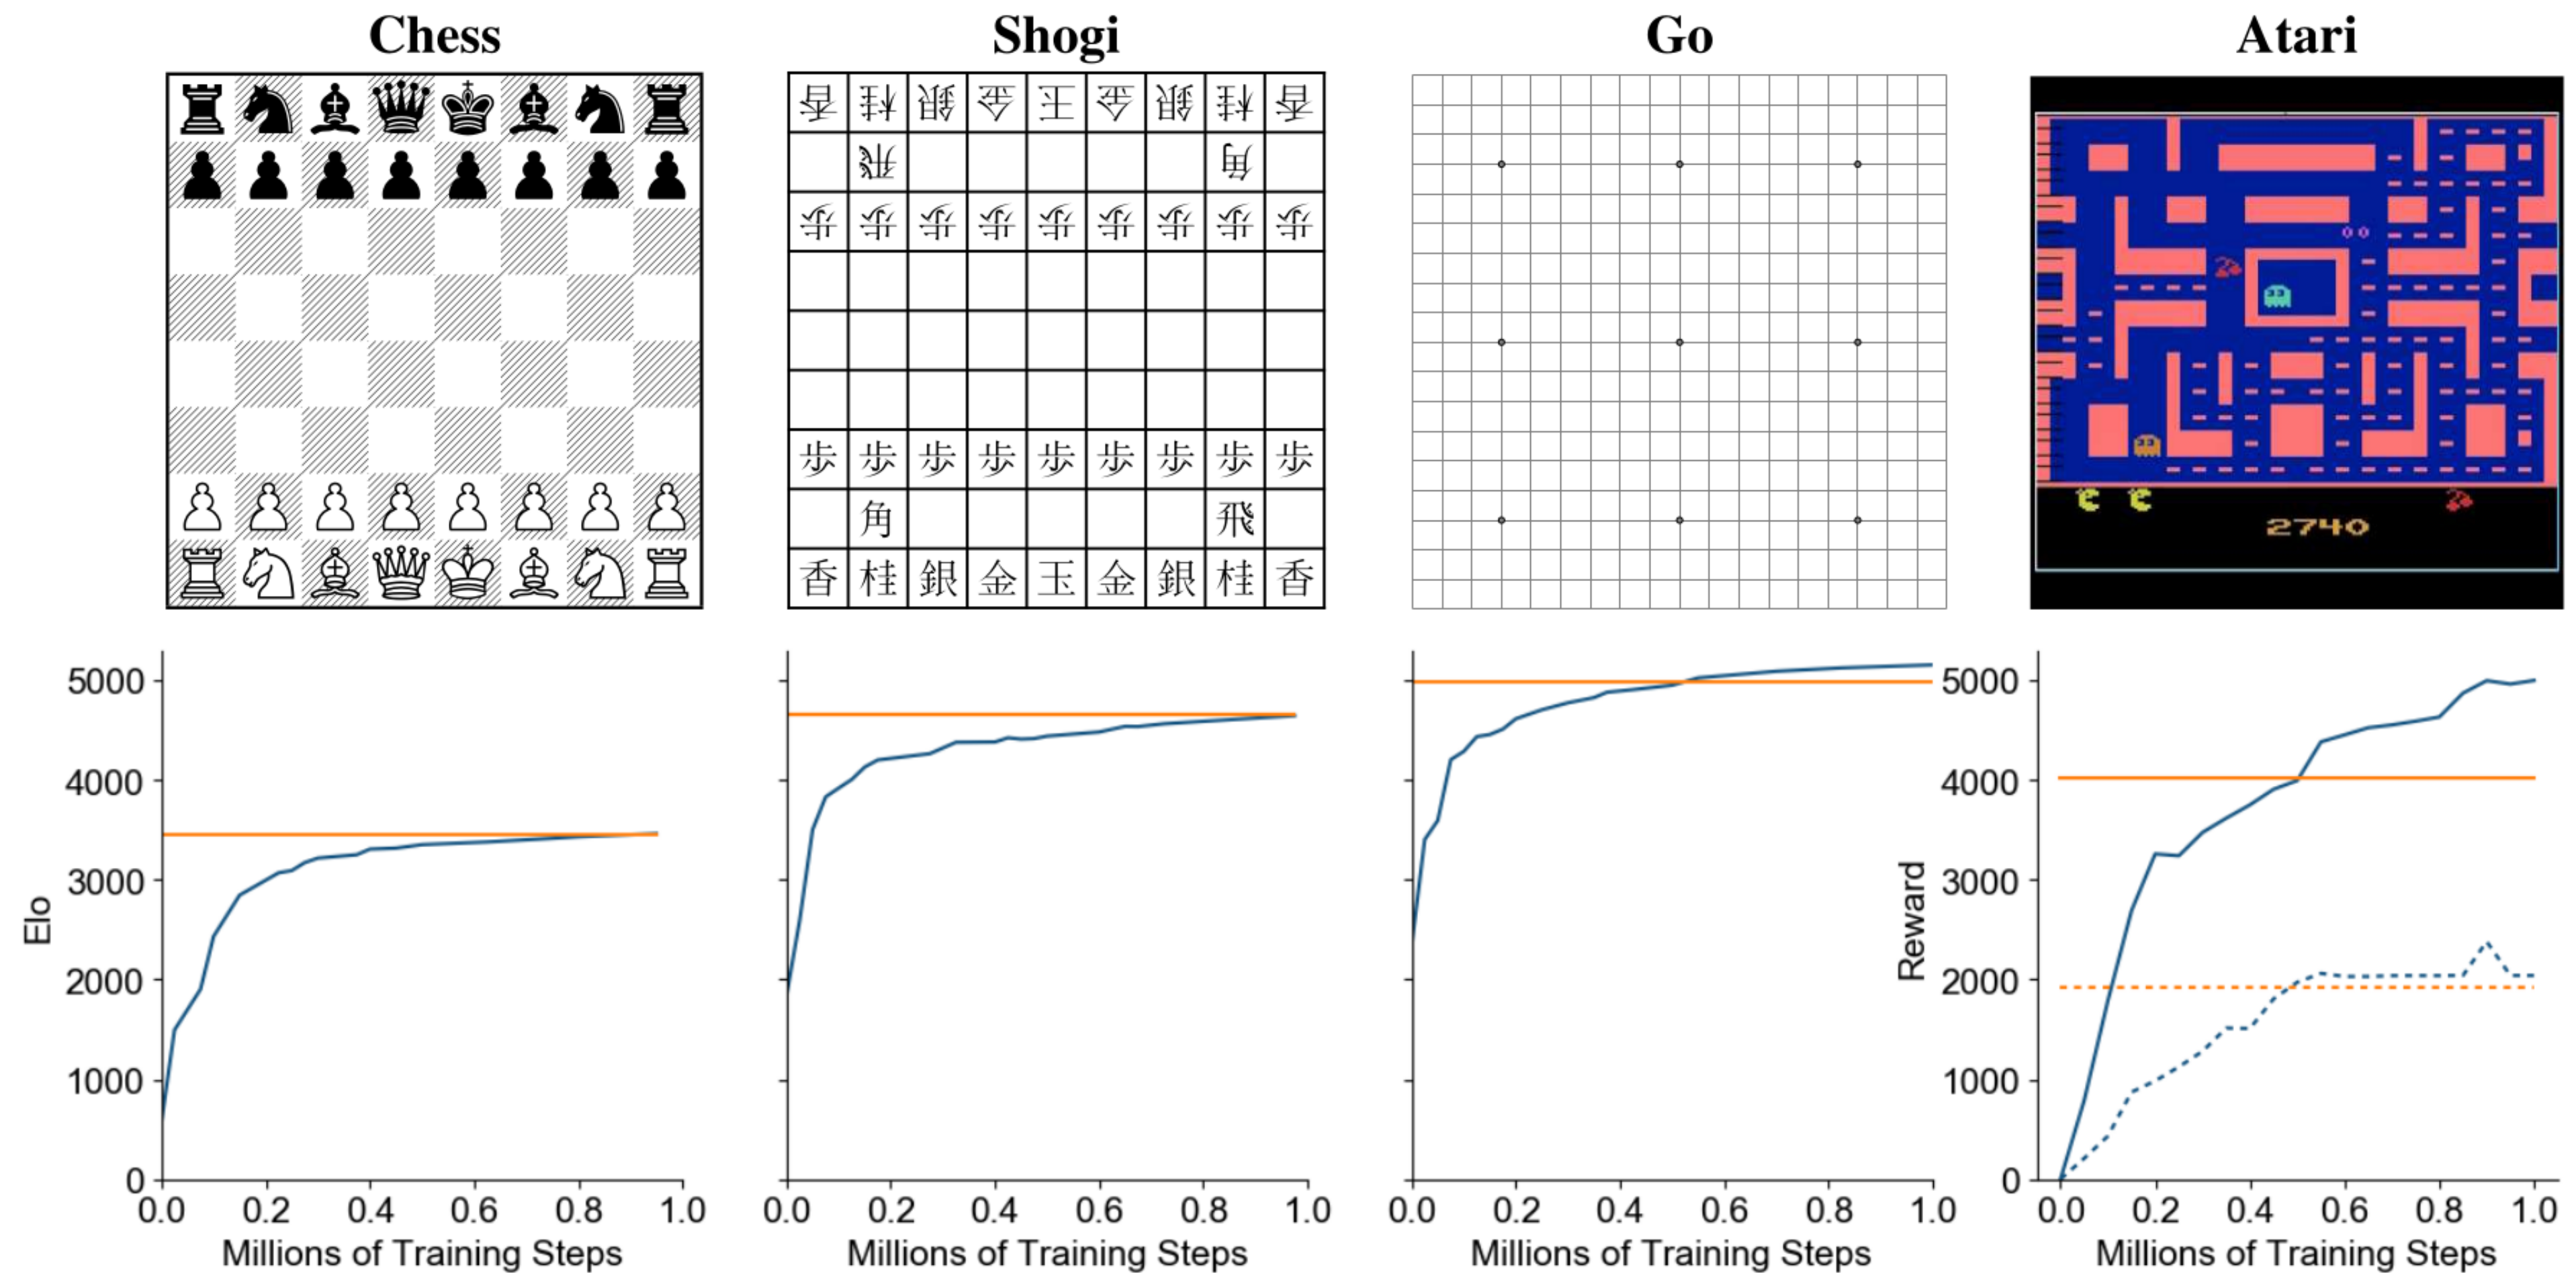 Chess Shogi Go Atari
香 桂 銀 金 王 金 銀 桂 香
飛 角
歩 歩 歩 歩 歩 歩 歩 歩 歩
歩 歩 歩 歩 歩 歩 歩 歩 歩
角 飛
香 桂 銀 金 玉 金 銀 桂 香
2740
Elo
5000
4000
3000
2000
1000
0
0.0 0.2 0.4 0.6 0.8 1.0
Millions of Training Steps
0.0 0.2 0.4 0.6 0.8 1.0
Millions of Training Steps
0.0 0.2 0.4 0.6 0.8 1.0
Millions of Training Steps
Reward
5000
4000
3000
2000
1000
0
0.0 0.2 0.4 0.6 0.8 1.0
Millions of Training Steps